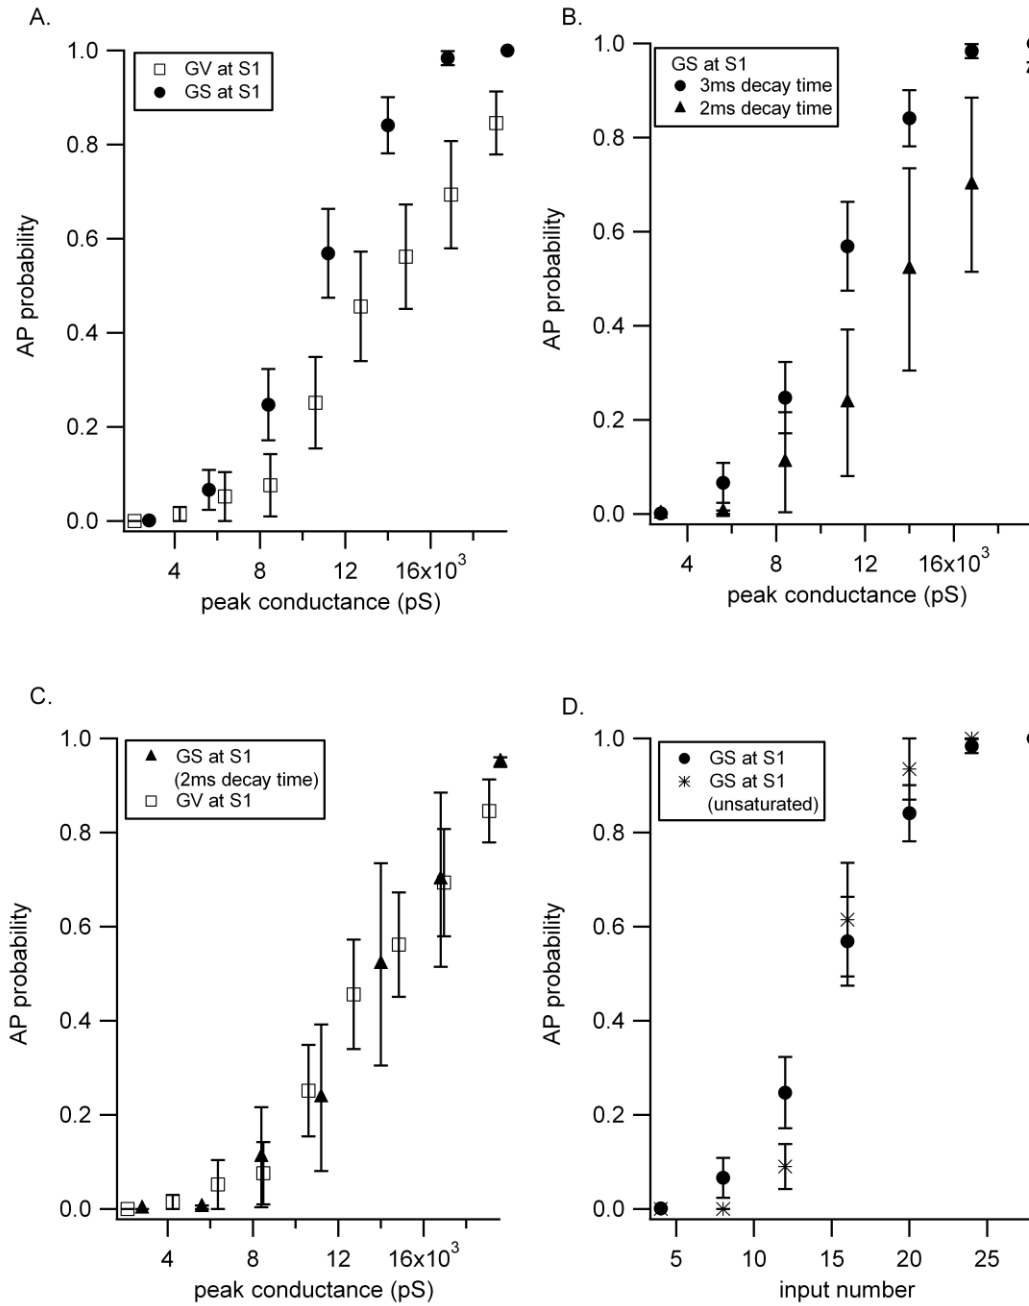 A.
1.0
0.8
0.6
0.4
0.2
0.0
AP probability
GV at S1
GS at S1
4
8
12
16x10³
peak conductance (pS)
B.
1.0
0.8
0.6
0.4
0.2
0.0
AP probability
GS at S1
3ms decay time
2ms decay time
4
8
12
16x10³
peak conductance (pS)
C.
1.0
0.8
0.6
0.4
0.2
0.0
AP probability
GS at S1
(2ms decay time)
GV at S1
4
8
12
16x10³
peak conductance (pS)
D.
1.0
0.8
0.6
0.4
0.2
0.0
AP probability
GS at S1
GS at S1
(unsaturated)
5
10
15
20
25
input number